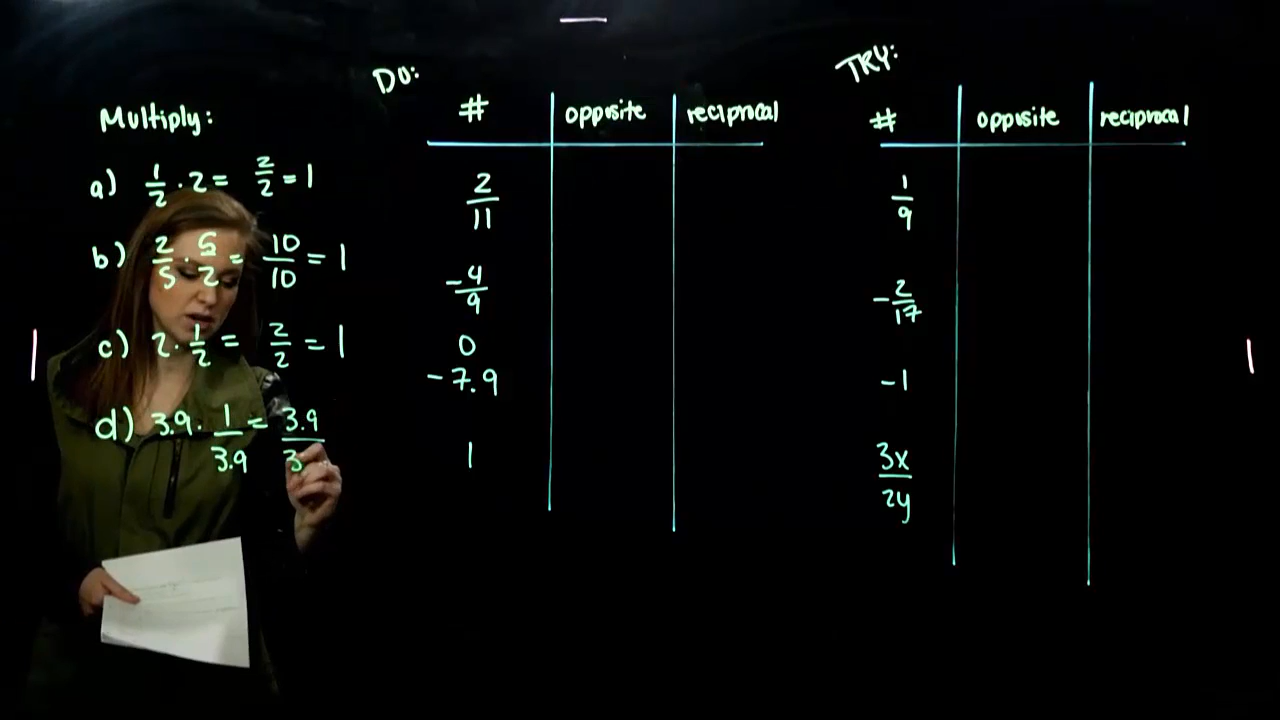 Multiply:
a) 1/2 · 2 = 2/2 = 1
b) 2/5 · 5/2 = 10/10 = 1
c) 2 · 1/2 = 2/2 = 1
d) 3.9 · 1/3.9 = 3.9/3
DO:
# opposite reciprocal
2/11
-4/9
0
-7.9
1
TRY:
# opposite reciprocal
1/9
-2/17
-1
3x/2y